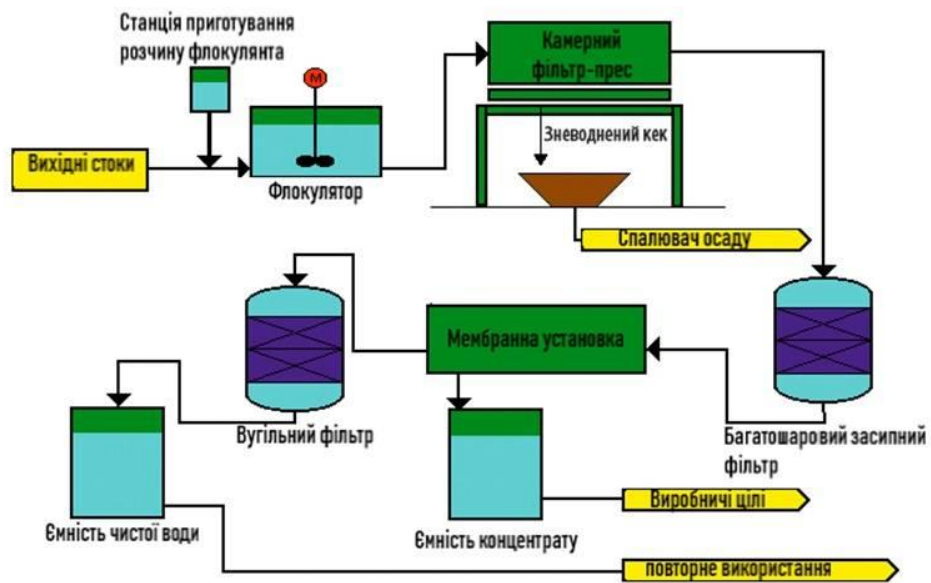 Станція приготування
розчину флокулянта
М
Камерний
фільтр-прес
Зневоднений кек
Вихідні стоки
Флокулятор
Спалювач осаду
Мембранна установка
Вугільний фільтр
Багатошаровий засипний
фільтр
Виробничі цілі
Ємність чистої води
Ємність концентрату
повторне використання